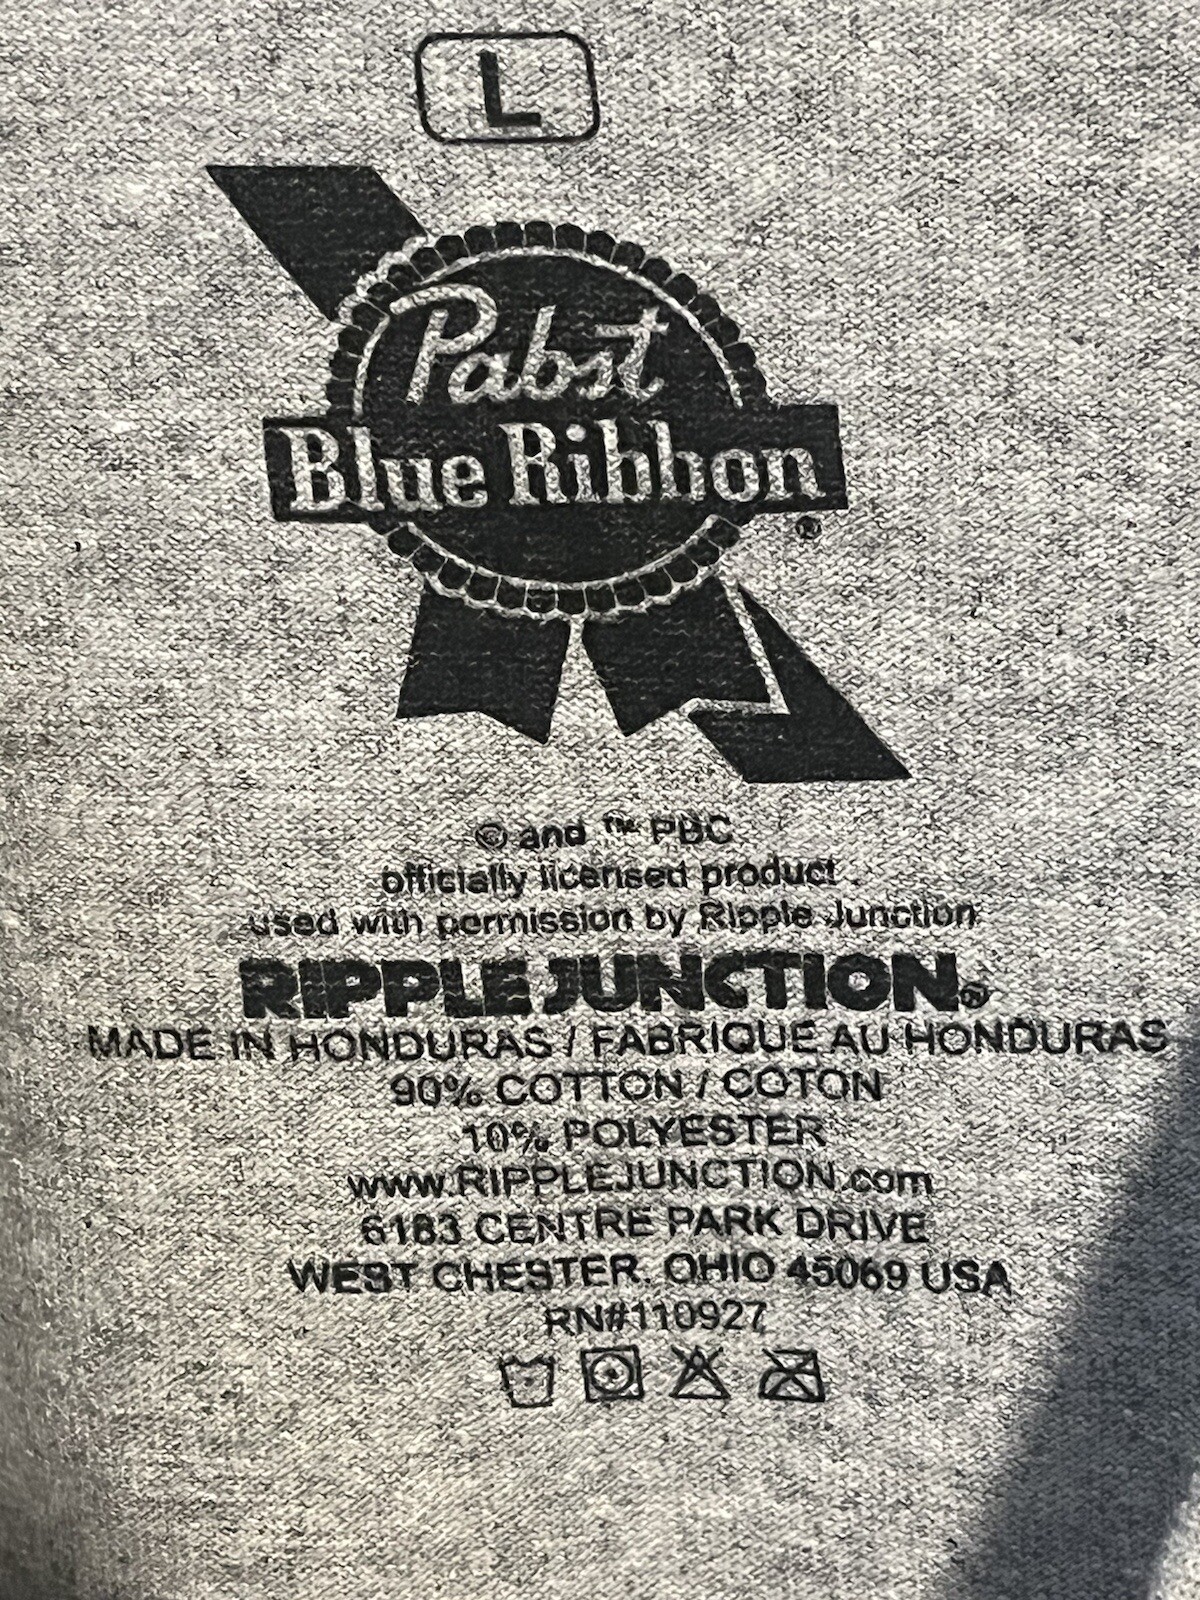 L
Pabst
Blue Ribbon
®
© and ™ PBC
officially licensed product .
used with permission by Ripple Junction
RIPPLE JUNCTION®
MADE IN HONDURAS / FABRIQUE AU HONDURAS
90% COTTON / COTON
10% POLYESTER
www.RIPPLEJUNCTION.com
6183 CENTRE PARK DRIVE
WEST CHESTER, OHIO 45069 USA
RN#110927